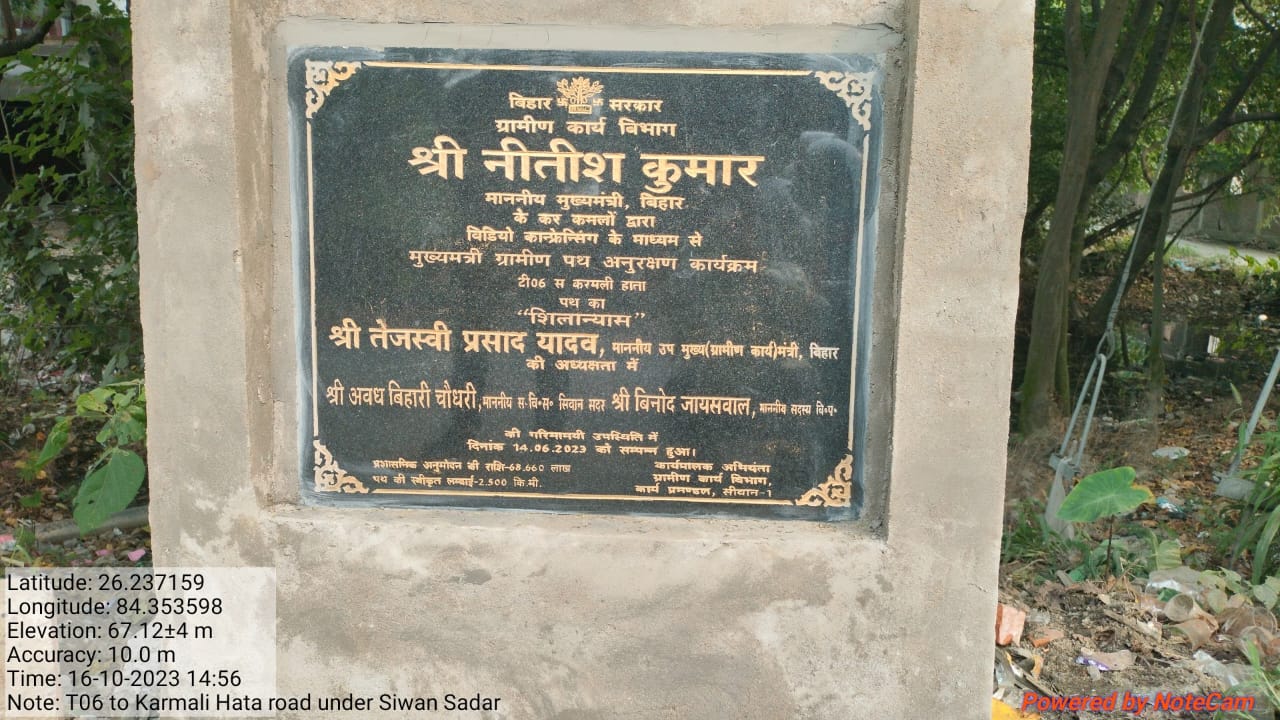 बिहार सरकार
ग्रामीण कार्य विभाग
श्री नीतीश कुमार
माननीय मुख्यमंत्री, बिहार
के कर कमलों द्वारा
विडियो कान्फ्रेन्सिंग के माध्यम से
मुख्यमंत्री ग्रामीण पथ अनुरक्षण कार्यक्रम
टी06 स करमली हाता
पथ का
“शिलान्यास”
श्री तेजस्वी प्रसाद यादव, माननीय उप मुख्य(ग्रामीण कार्य)मंत्री, बिहार
की अध्यक्षता में
श्री अवध बिहारी चौधरी, माननीय स॰वि॰स॰ सिवान सदर श्री बिनोद जायसवाल, माननीय सदस्य वि॰प॰
की गरिमामयी उपस्थिति में
दिनांक 14.06.2023 को सम्पन्न हुआ।
प्रशासनिक अनुमोदन की राशि-68.660 लाख
पथ की स्वीकृत लम्बाई-2.500 कि.मी.
कार्यपालक अभियंता
ग्रामीण कार्य विभाग,
कार्य प्रमण्डल, सीवान-1
Latitude: 26.237159
Longitude: 84.353598
Elevation: 67.12±4 m
Accuracy: 10.0 m
Time: 16-10-2023 14:56
Note: T06 to Karmali Hata road under Siwan Sadar
Powered by NoteCam